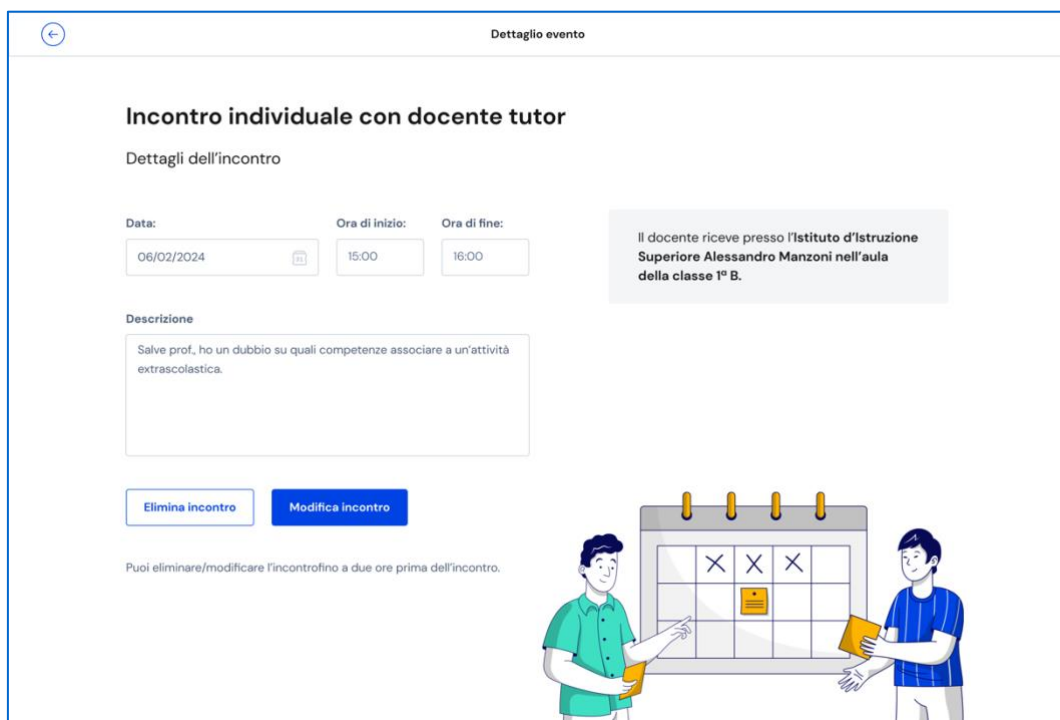 Dettaglio evento
Incontro individuale con docente tutor
Dettagli dell'incontro
Data:
Ora di inizio:
Ora di fine:
06/02/2024
31
15:00
16:00
Il docente riceve presso l'Istituto d'Istruzione
Superiore Alessandro Manzoni nell'aula
della classe 1ª B.
Descrizione
Salve prof., ho un dubbio su quali competenze associare a un'attività
extrascolastica.
Elimina incontro
Modifica incontro
Puoi eliminare/modificare l'incontrofino a due ore prima dell'incontro.